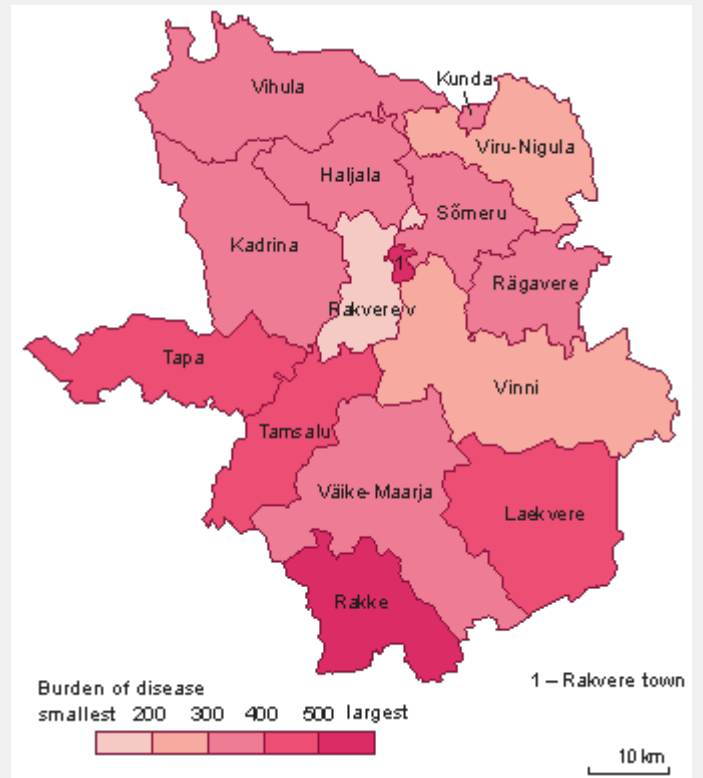 Vihula
Kunda
Viru-Nigula
Haljala
Sõmeru
Kadrina
1
Rägavere
Rakvere v
Tapa
Vinni
Tamsalu
Väike-Maarja
Laekvere
Rakke
1 – Rakvere town
Burden of disease
smallest 200 300 400 500 largest
10 km